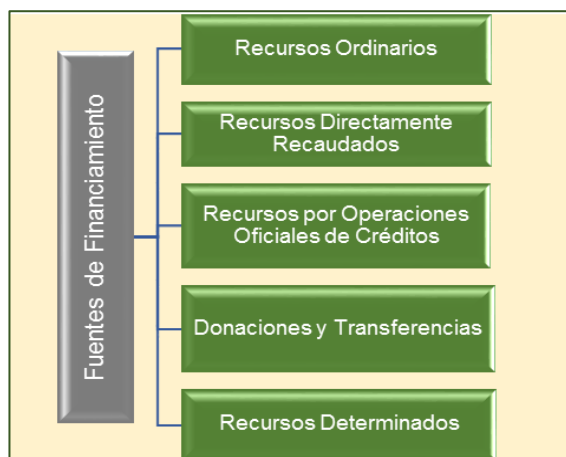 Fuentes de Financiamiento
Recursos Ordinarios
Recursos Directamente
Recaudados
Recursos por Operaciones
Oficiales de Créditos
Donaciones y Transferencias
Recursos Determinados